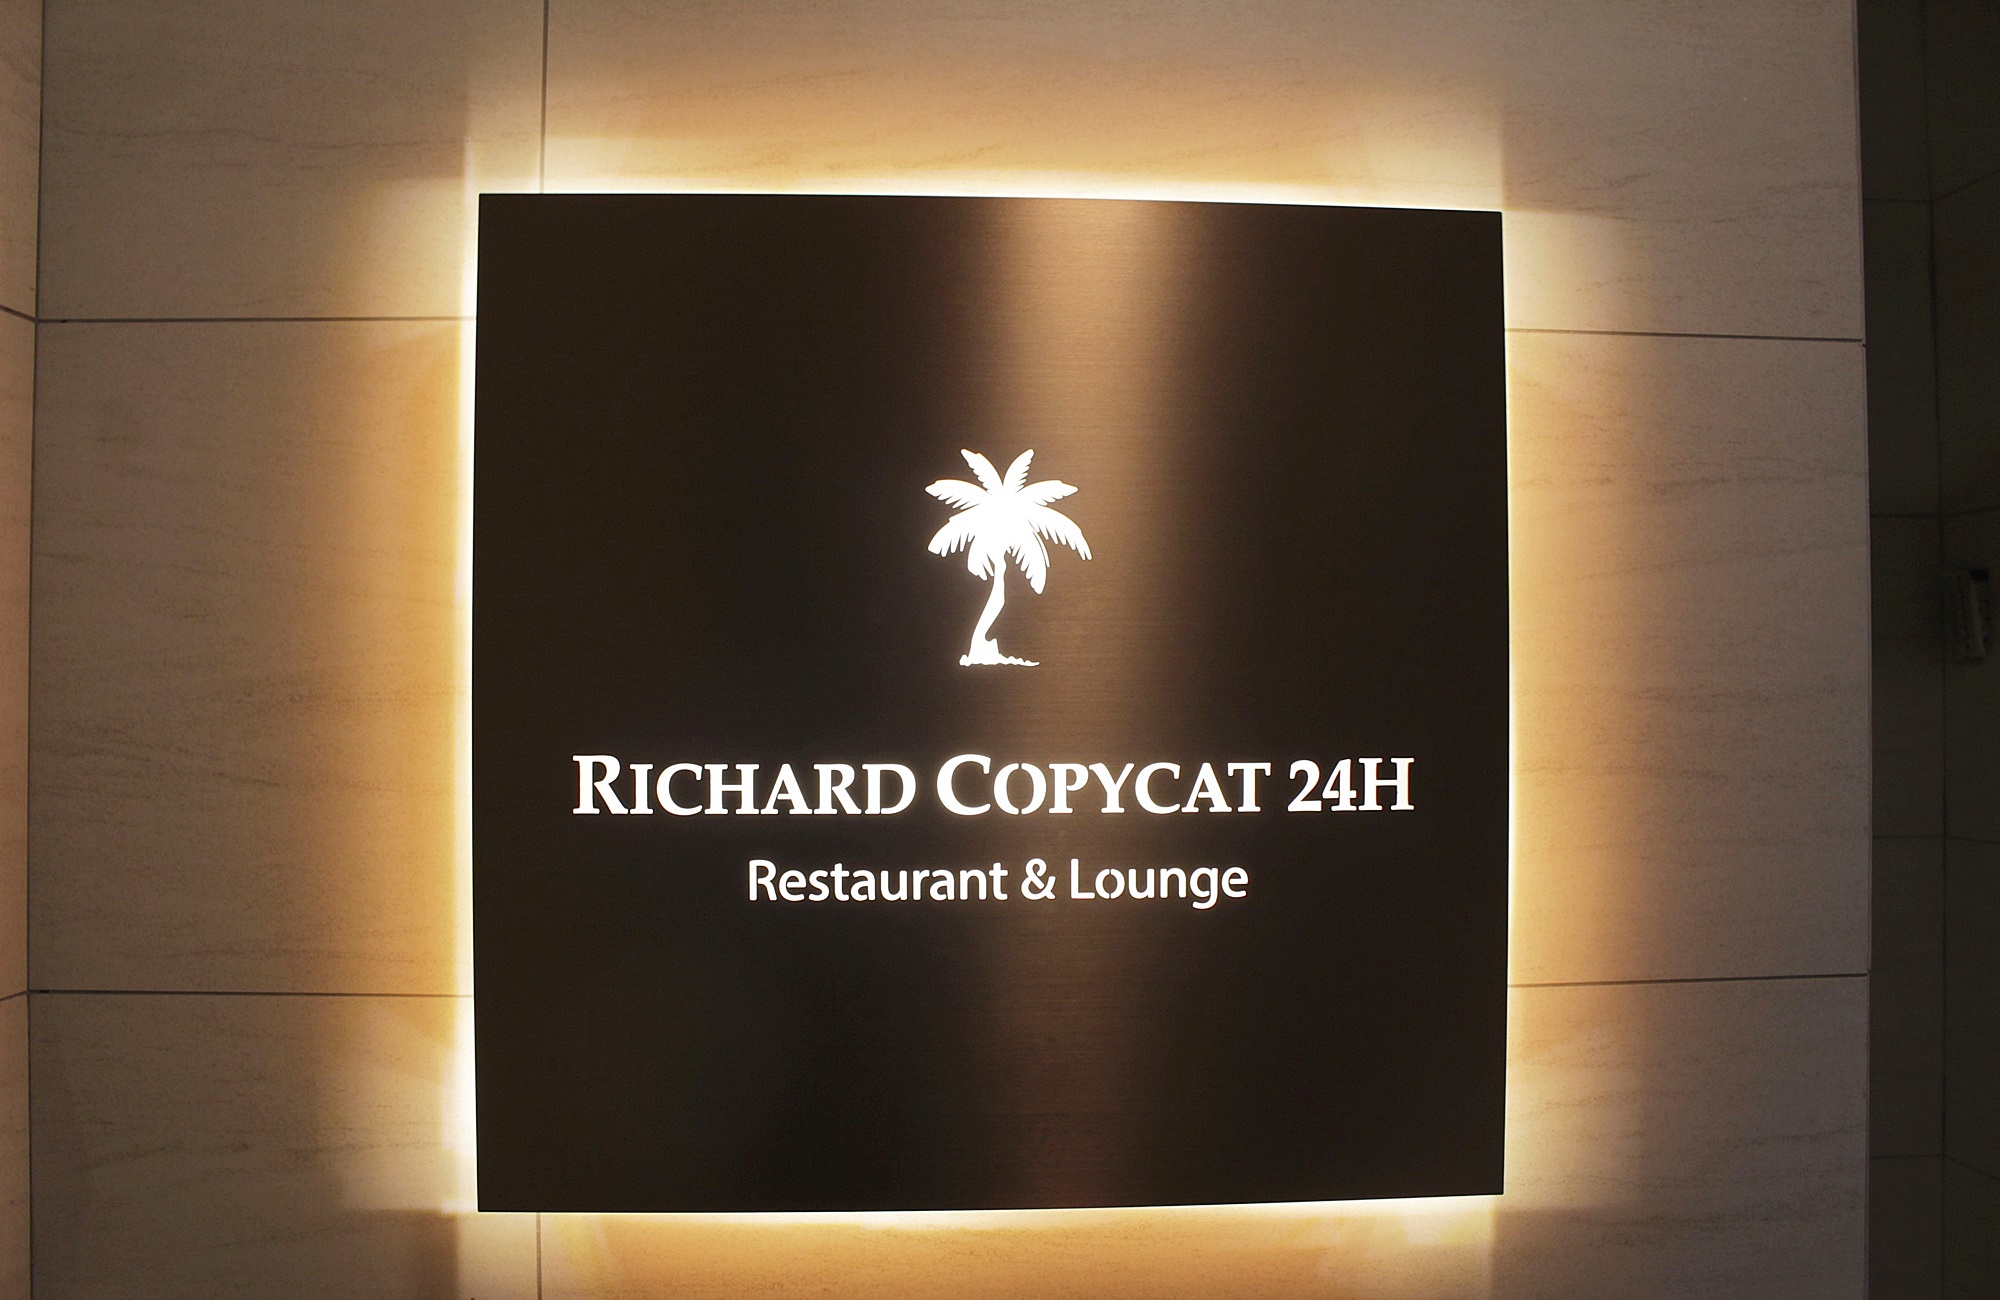 RICHARD COPYCAT 24H
Restaurant & Lounge